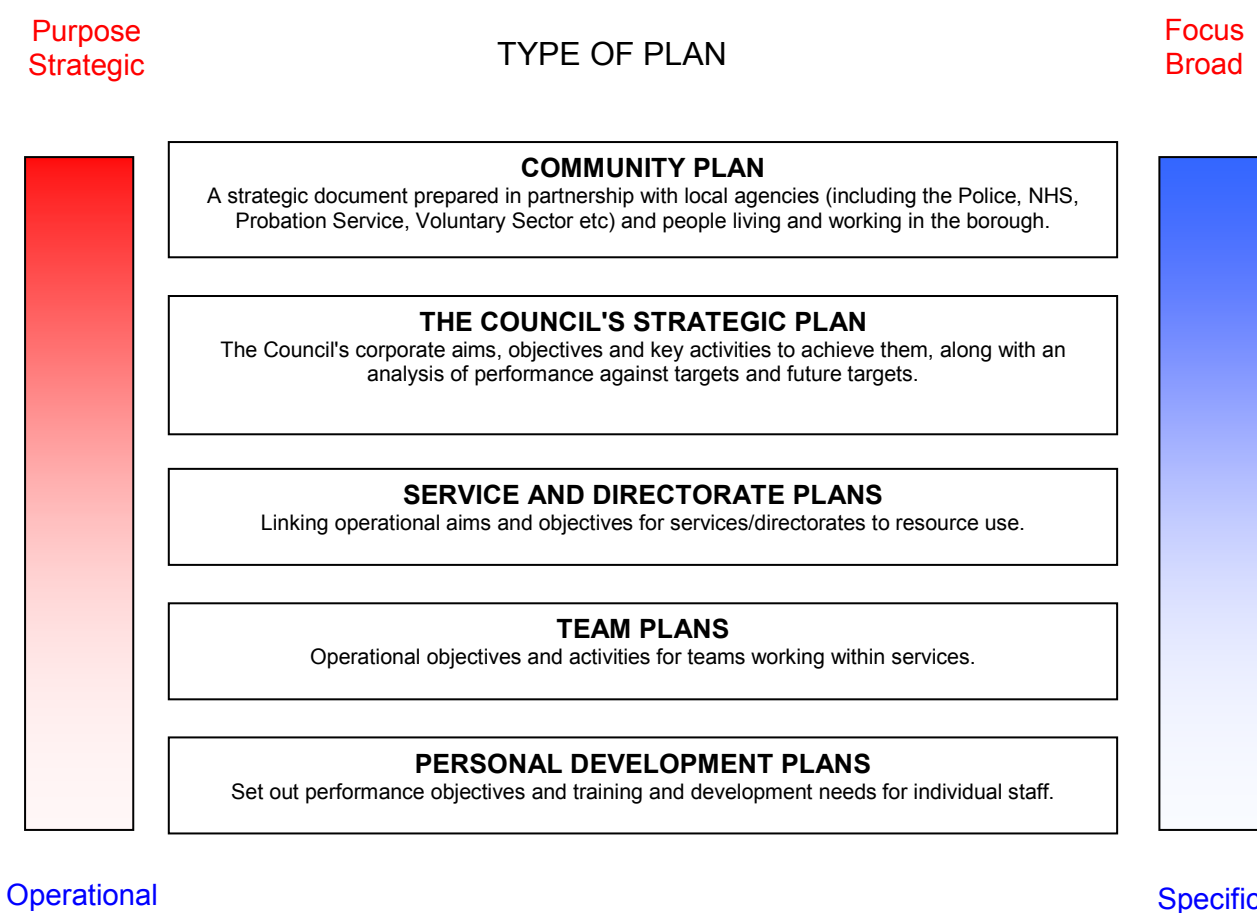 Purpose
Strategic
TYPE OF PLAN
Focus
Broad
COMMUNITY PLAN
A strategic document prepared in partnership with local agencies (including the Police, NHS,
Probation Service, Voluntary Sector etc) and people living and working in the borough.
THE COUNCIL'S STRATEGIC PLAN
The Council's corporate aims, objectives and key activities to achieve them, along with an
analysis of performance against targets and future targets.
SERVICE AND DIRECTORATE PLANS
Linking operational aims and objectives for services/directorates to resource use.
TEAM PLANS
Operational objectives and activities for teams working within services.
PERSONAL DEVELOPMENT PLANS
Set out performance objectives and training and development needs for individual staff.
Operational
Specific